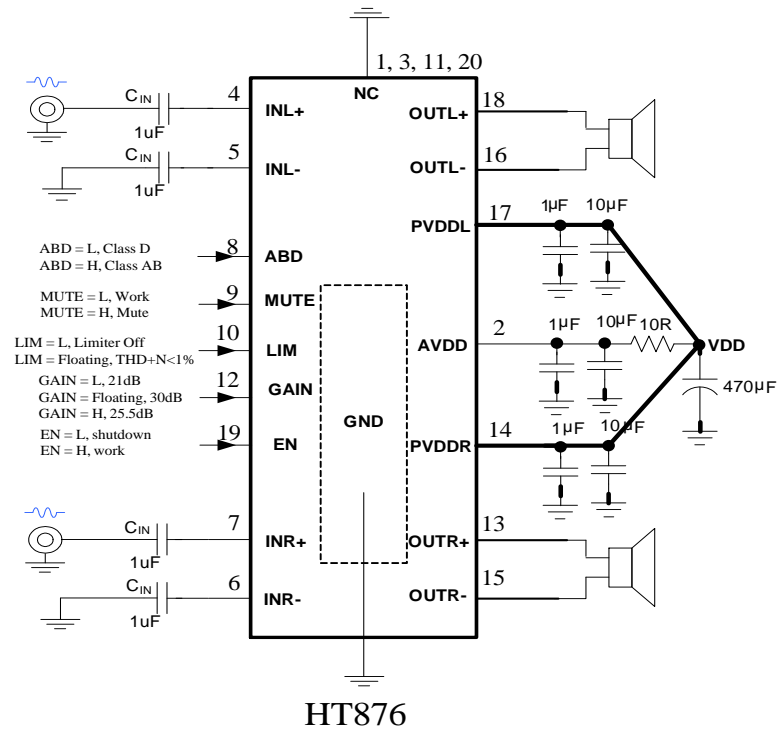 1, 3, 11, 20
NC
C_IN
4
INL+
1uF
C_IN
5
INL-
1uF
18
OUTL+
16
OUTL-
17
PVDDL
1µF
10µF
ABD = L, Class D
ABD = H, Class AB
8
ABD
MUTE = L, Work
MUTE = H, Mute
9
MUTE
LIM = L, Limiter Off
LIM = Floating, THD+N<1%
10
LIM
GAIN = L, 21dB
GAIN = Floating, 30dB
GAIN = H, 25.5dB
12
GAIN
EN = L, shutdown
EN = H, work
19
EN
GND
2
AVDD
1µF
10µF
10R
VDD
470µF
14
PVDDR
1µF
10µF
C_IN
7
INR+
1uF
C_IN
6
INR-
1uF
13
OUTR+
15
OUTR-
HT876